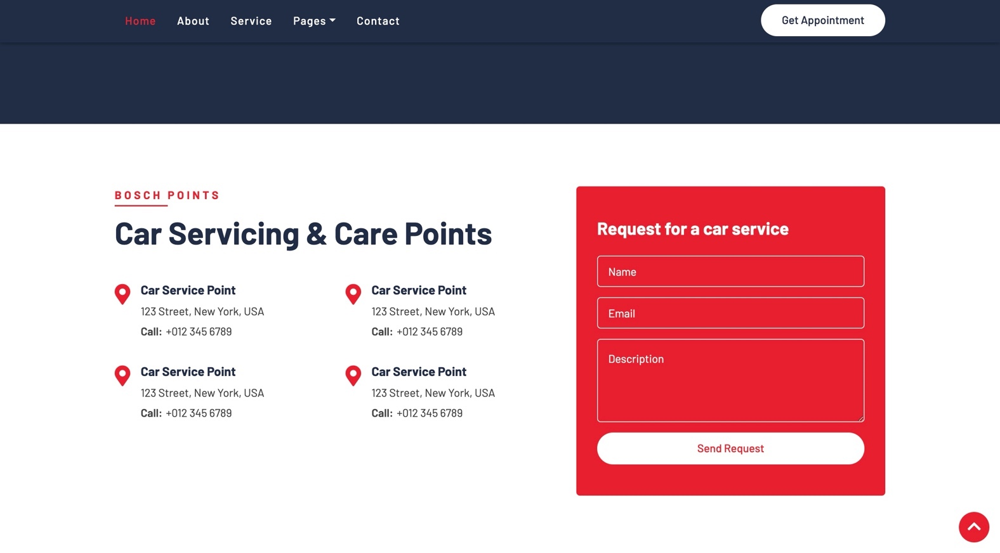 Home About Service Pages Contact Get Appointment
BOSCH POINTS
Car Servicing & Care Points
Car Service Point
123 Street, New York, USA
Call: +012 345 6789
Car Service Point
123 Street, New York, USA
Call: +012 345 6789
Car Service Point
123 Street, New York, USA
Call: +012 345 6789
Car Service Point
123 Street, New York, USA
Call: +012 345 6789
Request for a car service
Name
Email
Description
Send Request